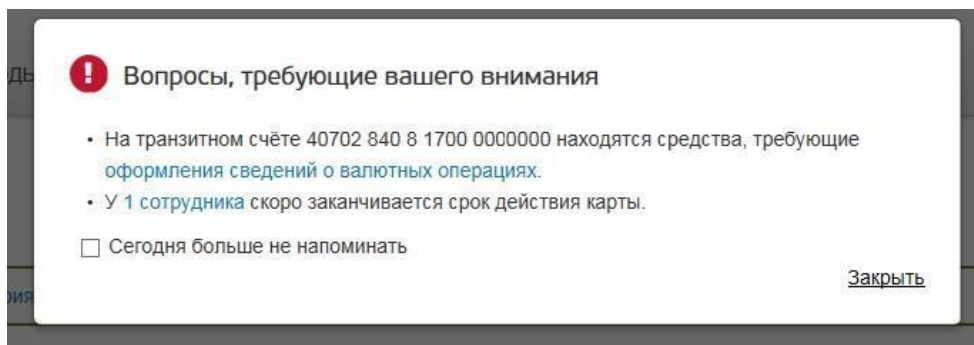 Вопросы, требующие вашего внимания
• На транзитном счёте 40702 840 8 1700 0000000 находятся средства, требующие
оформления сведений о валютных операциях.
• У 1 сотрудника скоро заканчивается срок действия карты.
Сегодня больше не напоминать
Закрыть